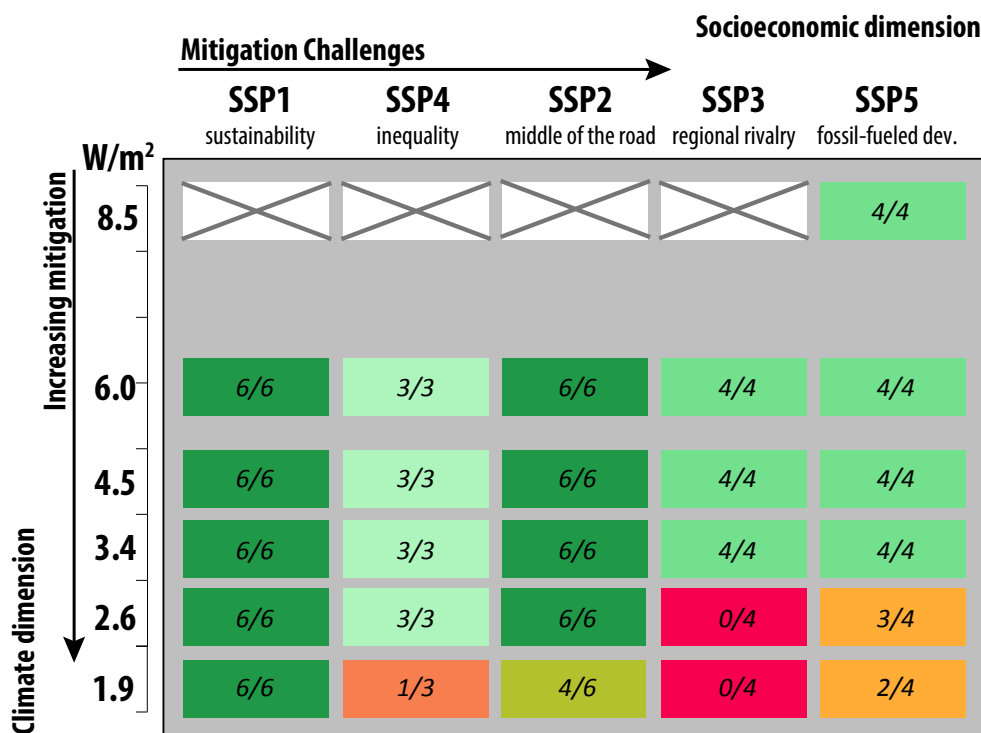 Socioeconomic dimension
Mitigation Challenges
SSP1 SSP4 SSP2 SSP3 SSP5
sustainability inequality middle of the road regional rivalry fossil-fueled dev.
W/m²
Increasing mitigation
Climate dimension
8.5 4/4
6.0 6/6 3/3 6/6 4/4 4/4
4.5 6/6 3/3 6/6 4/4 4/4
3.4 6/6 3/3 6/6 4/4 4/4
2.6 6/6 3/3 6/6 0/4 3/4
1.9 6/6 1/3 4/6 0/4 2/4